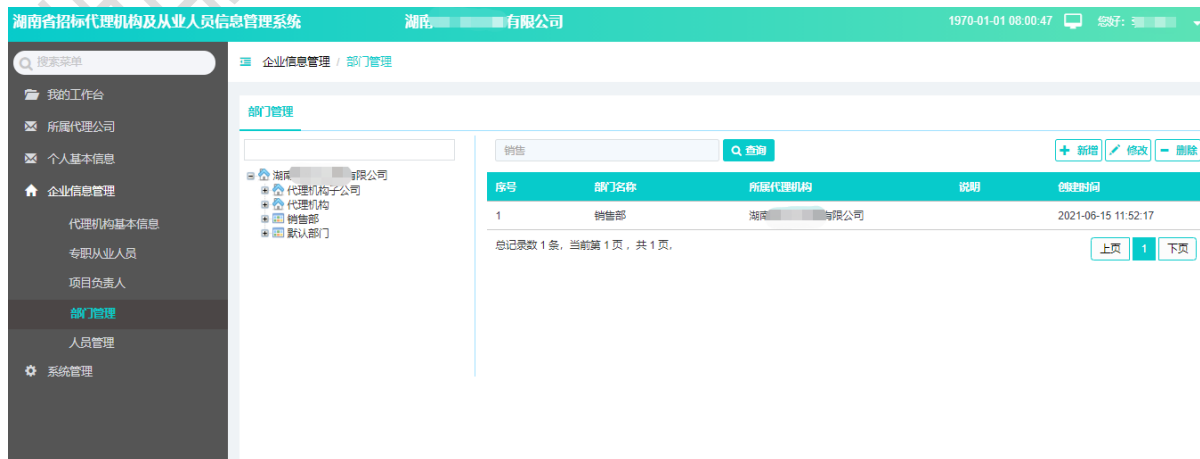 湖南省招标代理机构及从业人员信息管理系统 湖南 有限公司 1970-01-01 08:00:47 您好:
搜索菜单
企业信息管理 / 部门管理
我的工作台
所属代理公司
个人基本信息
企业信息管理
代理机构基本信息
专职从业人员
项目负责人
部门管理
人员管理
系统管理
部门管理
湖南 有限公司
代理机构子公司
代理机构
销售部
默认部门
销售 查询 新增 修改 删除
序号 部门名称 所属代理机构 说明 创建时间
1 销售部 湖南 有限公司 2021-06-15 11:52:17
总记录数 1 条, 当前第 1 页 , 共 1 页。 上页 1 下页